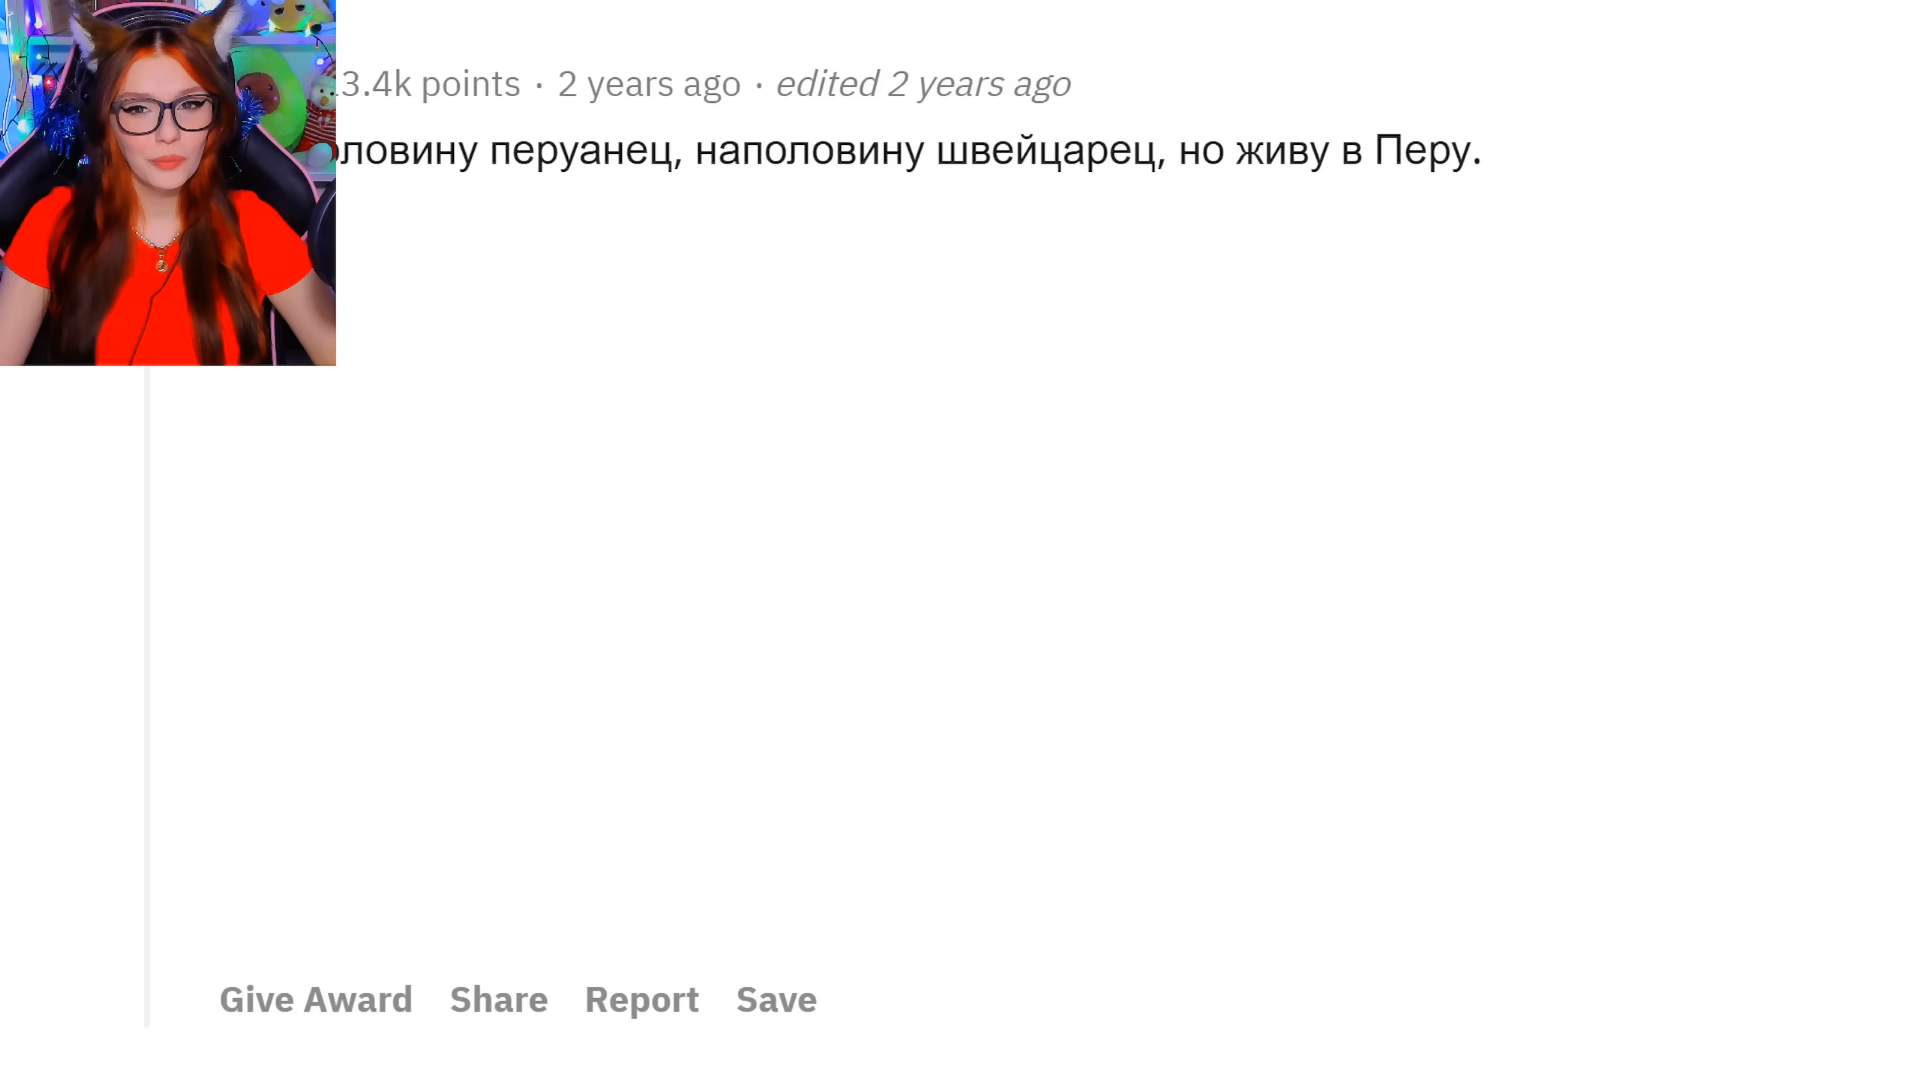 3.4k points · 2 years ago · edited 2 years ago
перуанец, наполовину швейцарец, но живу в Перу.
Give Award Share Report Save